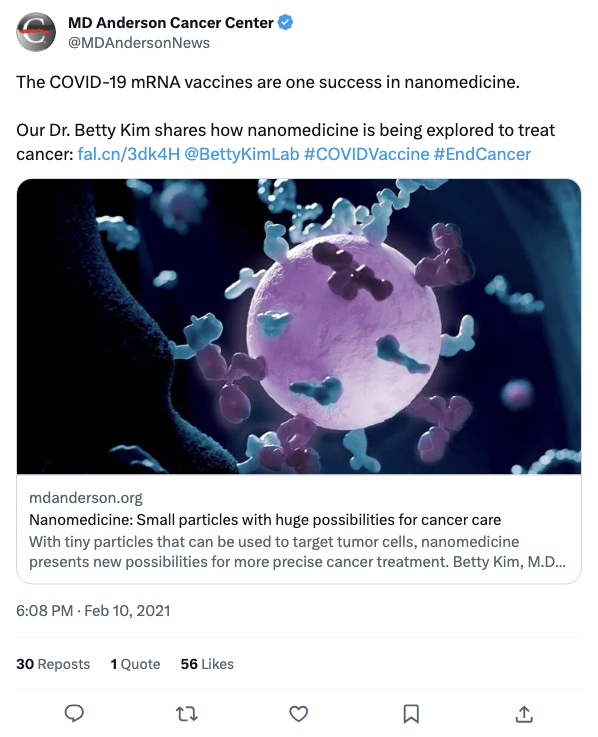 MD Anderson Cancer Center
@MDAndersonNews
The COVID-19 mRNA vaccines are one success in nanomedicine.
Our Dr. Betty Kim shares how nanomedicine is being explored to treat
cancer: fal.cn/3dk4H @BettyKimLab #COVIDVaccine #EndCancer
mdanderson.org
Nanomedicine: Small particles with huge possibilities for cancer care
With tiny particles that can be used to target tumor cells, nanomedicine
presents new possibilities for more precise cancer treatment. Betty Kim, M.D...
6:08 PM · Feb 10, 2021
30 Reposts 1 Quote 56 Likes